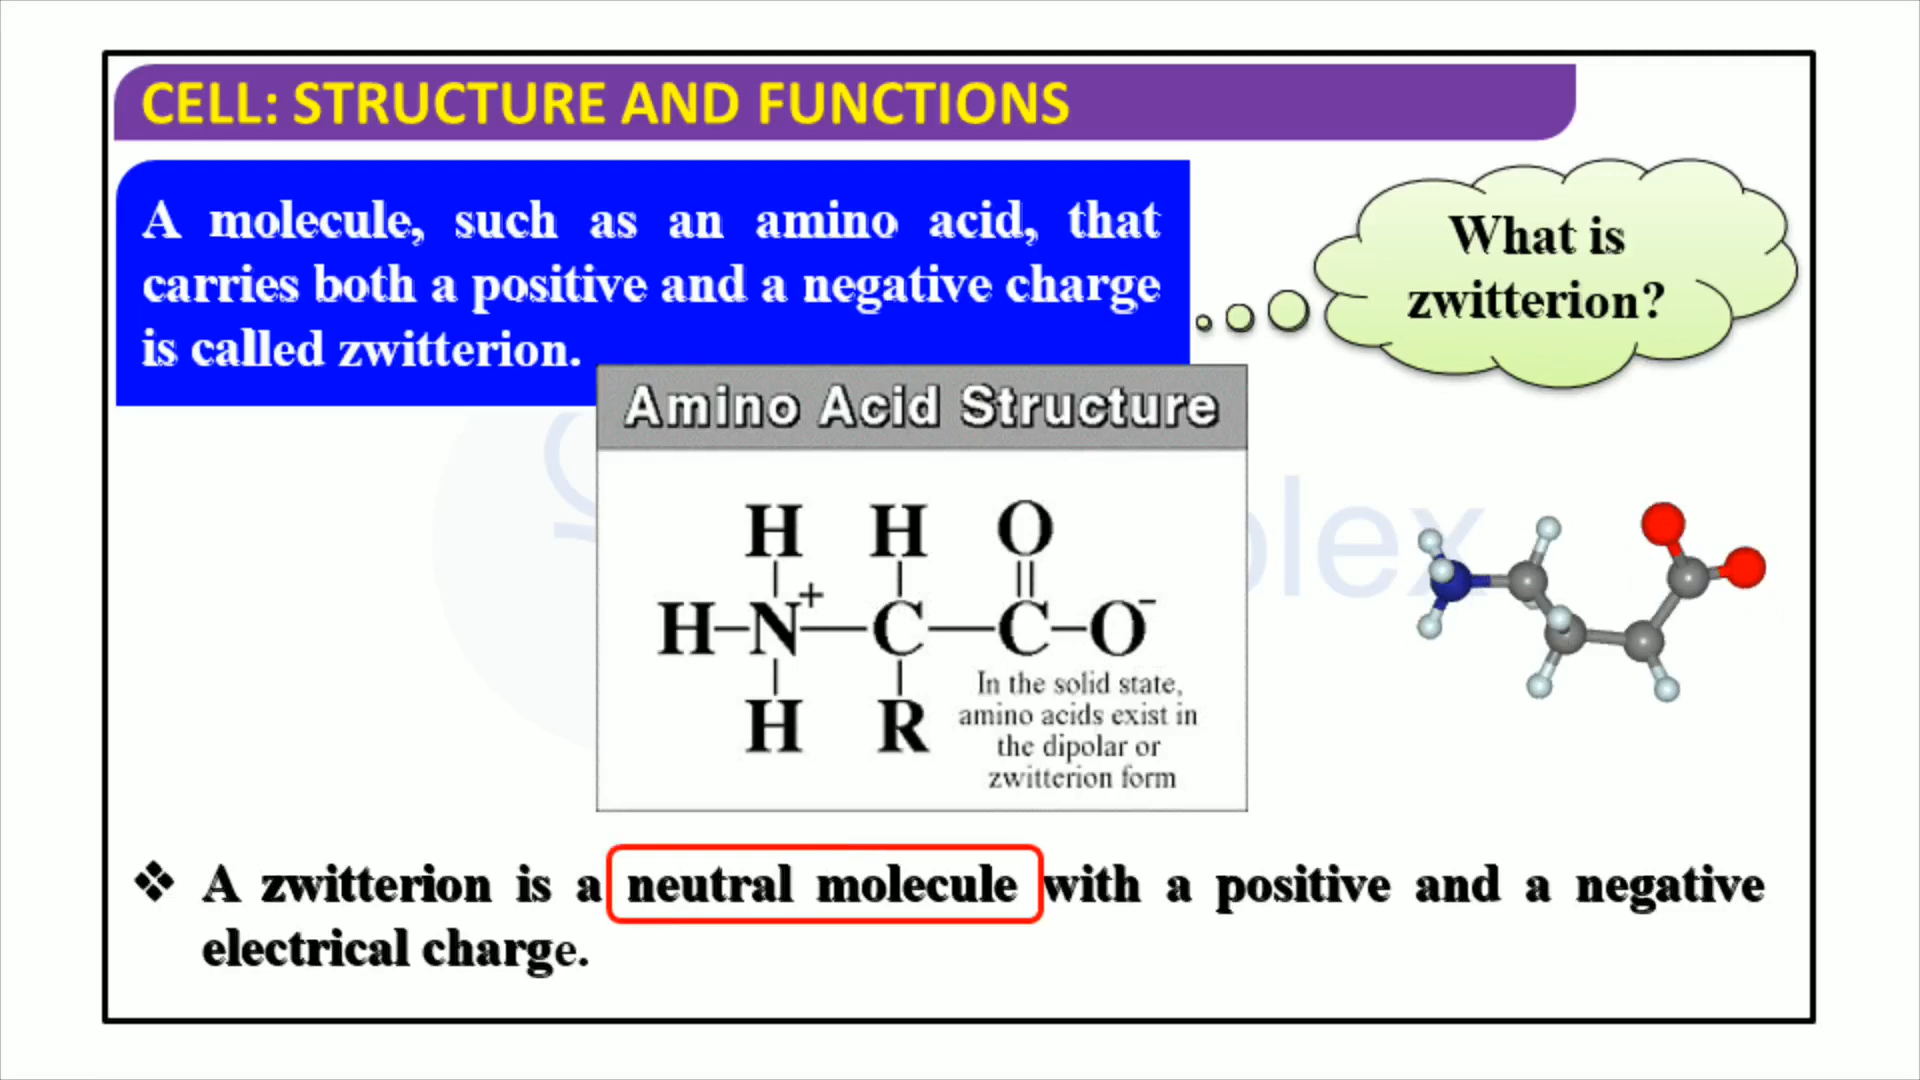 CELL: STRUCTURE AND FUNCTIONS
A molecule, such as an amino acid, that
carries both a positive and a negative charge
is called zwitterion.
What is
zwitterion?
Amino Acid Structure
H H O
H–N⁺—C—C–O⁻
H R
In the solid state,
amino acids exist in
the dipolar or
zwitterion form
❖ A zwitterion is a neutral molecule with a positive and a negative
electrical charge.